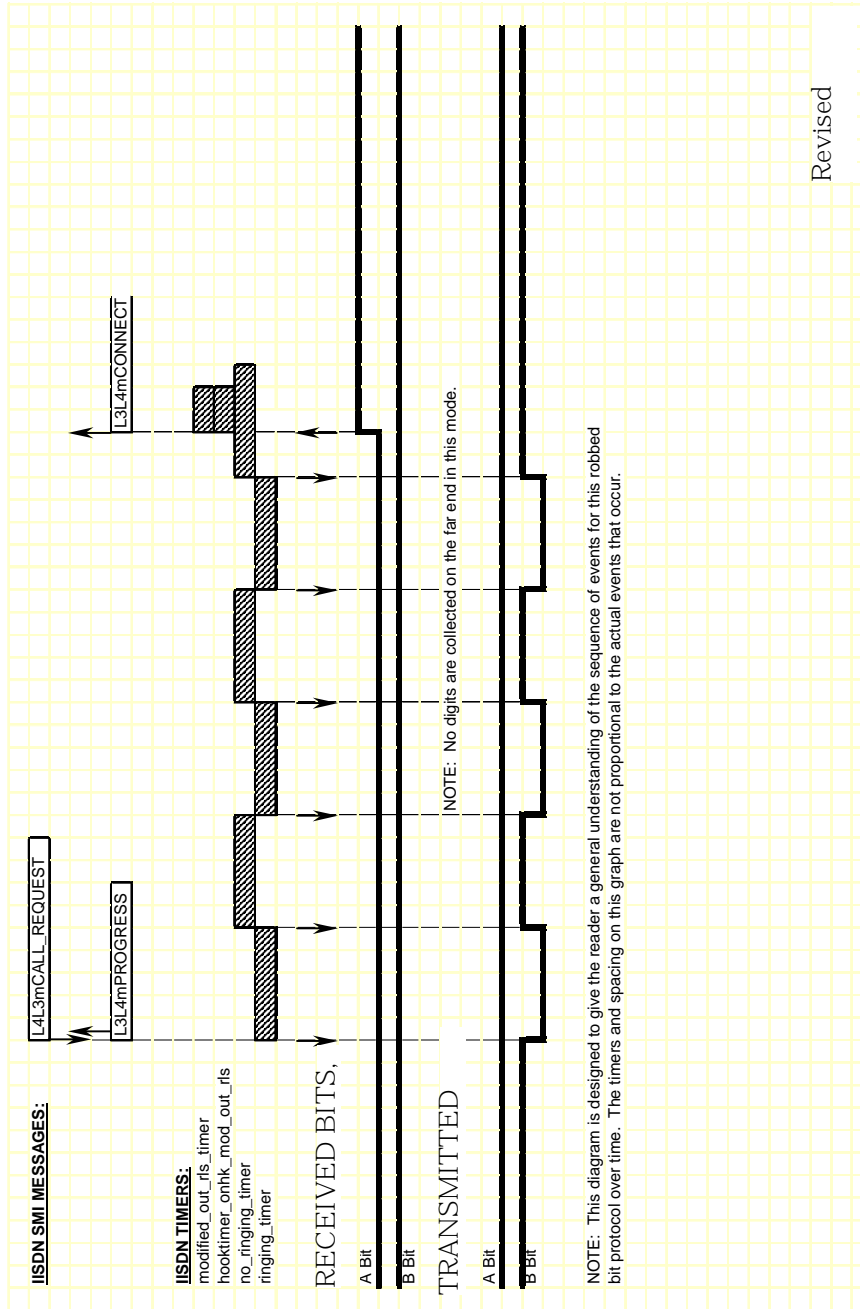 IISDN SMI MESSAGES:
L4L3mCALL_REQUEST
L3L4mPROGRESS
L3L4mCONNECT
IISDN TIMERS:
modified_out_rls_timer
hooktimer_onhk_mod_out_rls
no_ringing_timer
ringing_timer
RECEIVED BITS,
A Bit
B Bit
NOTE: No digits are collected on the far end in this mode.
TRANSMITTED
A Bit
B Bit
NOTE: This diagram is designed to give the reader a general understanding of the sequence of events for this robbed
bit protocol over time. The timers and spacing on this graph are not proportional to the actual events that occur.
Revised